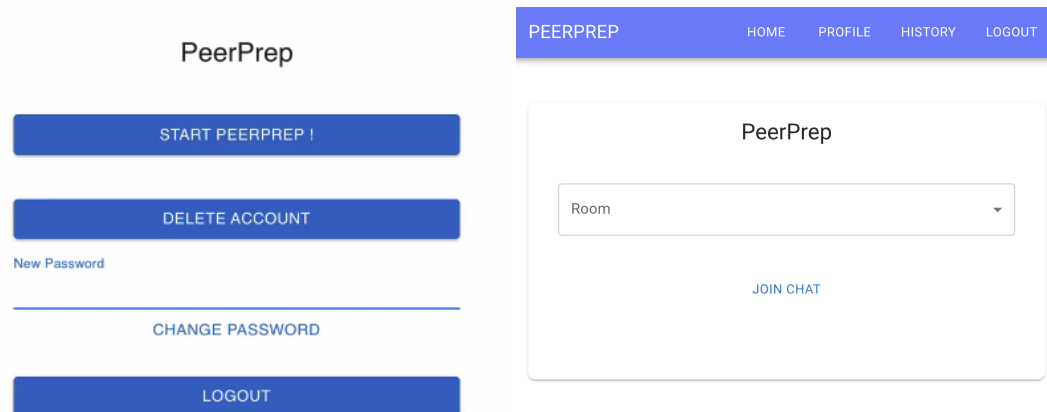 PeerPrep
START PEERPREP !
DELETE ACCOUNT
New Password
CHANGE PASSWORD
LOGOUT
PEERPREP HOME PROFILE HISTORY LOGOUT
PeerPrep
Room
JOIN CHAT